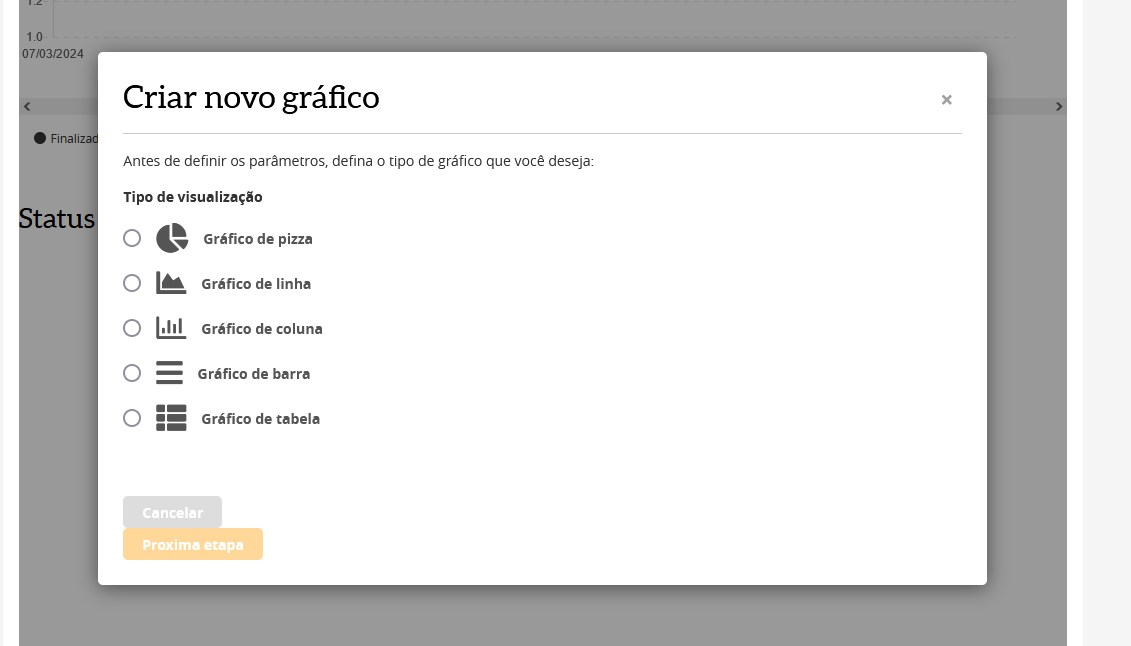 1.2
1.0
07/03/2024
Criar novo gráfico
×
Finalizad
Antes de definir os parâmetros, defina o tipo de gráfico que você deseja:
Tipo de visualização
Status
Gráfico de pizza
Gráfico de linha
Gráfico de coluna
Gráfico de barra
Gráfico de tabela
Cancelar
Proxima etapa